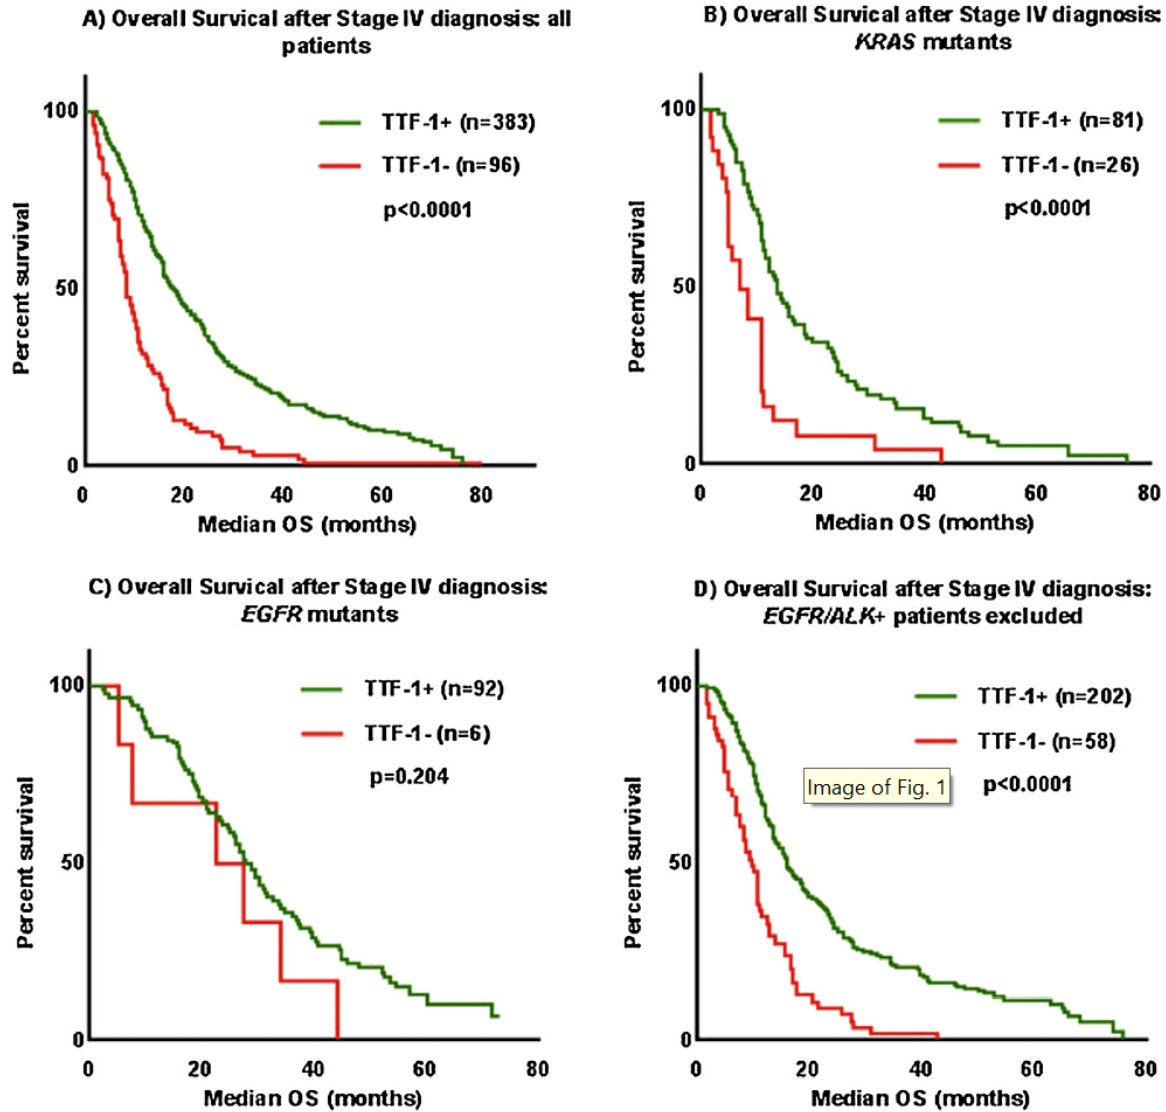 A) Overall Survical after Stage IV diagnosis: all
patients
100
50
0
Percent survival
TTF-1+ (n=383)
TTF-1- (n=96)
p<0.0001
0 20 40 60 80
Median OS (months)
B) Overall Survical after Stage IV diagnosis:
KRAS mutants
100
50
0
Percent survival
TTF-1+ (n=81)
TTF-1- (n=26)
p<0.0001
0 20 40 60 80
Median OS (months)
C) Overall Survical after Stage IV diagnosis:
EGFR mutants
100
50
0
Percent survival
TTF-1+ (n=92)
TTF-1- (n=6)
p=0.204
0 20 40 60 80
Median OS (months)
D) Overall Survical after Stage IV diagnosis:
EGFR/ALK+ patients excluded
100
50
0
Percent survival
TTF-1+ (n=202)
TTF-1- (n=58)
Image of Fig. 1
p<0.0001
0 20 40 60 80
Median OS (months)